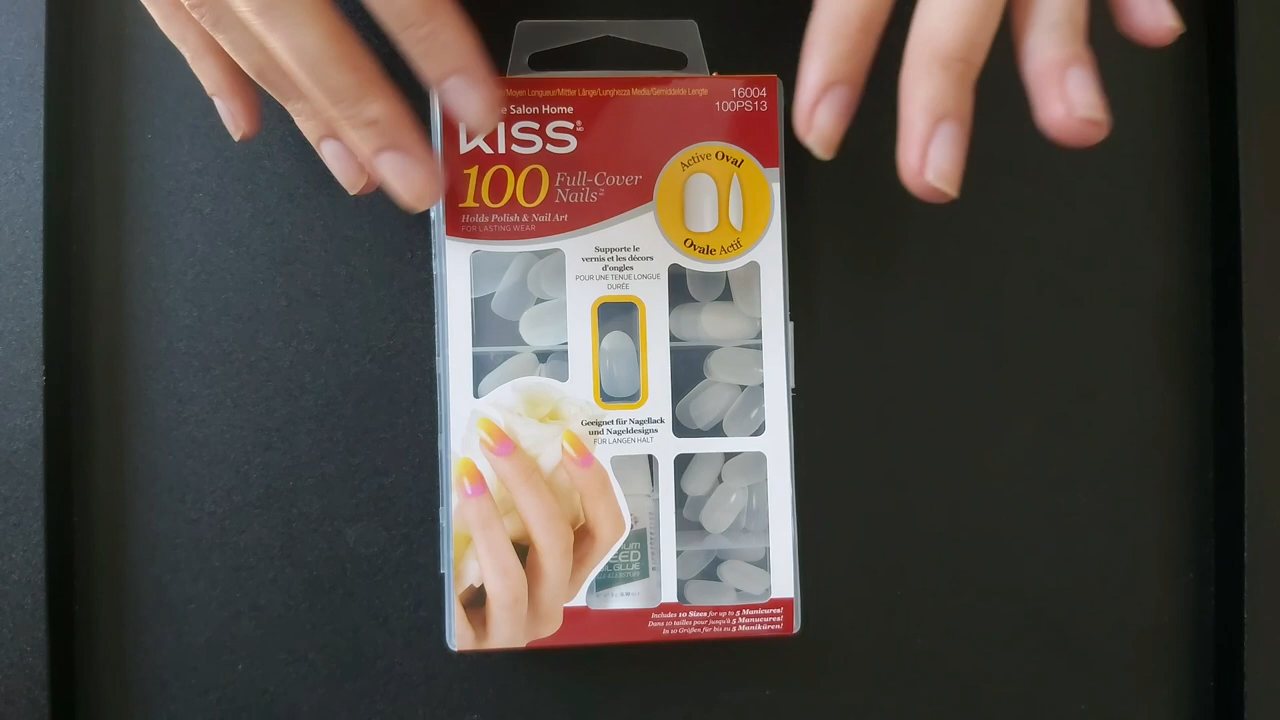 /Moyen Longueur/Mittler Länge/Lunghezza Media/Gemiddelde Lengte
16004
100PS13
Salon Home
KISS®
MD
100 Full-Cover
Nails
Holds Polish & Nail Art
FOR LASTING WEAR
Active Oval
Ovale Actif
Supporte le
vernis et les décors
d'ongles
POUR UNE TENUE LONGUE
DURÉE
Geeignet für Nagellack
und Nageldesigns
FÜR LANGEN HALT
Includes 10 Sizes for up to 5 Manicures!
Dans 10 tailles pour jusqu'à 5 Manucures!
In 10 Größen für bis zu 5 Maniküren!